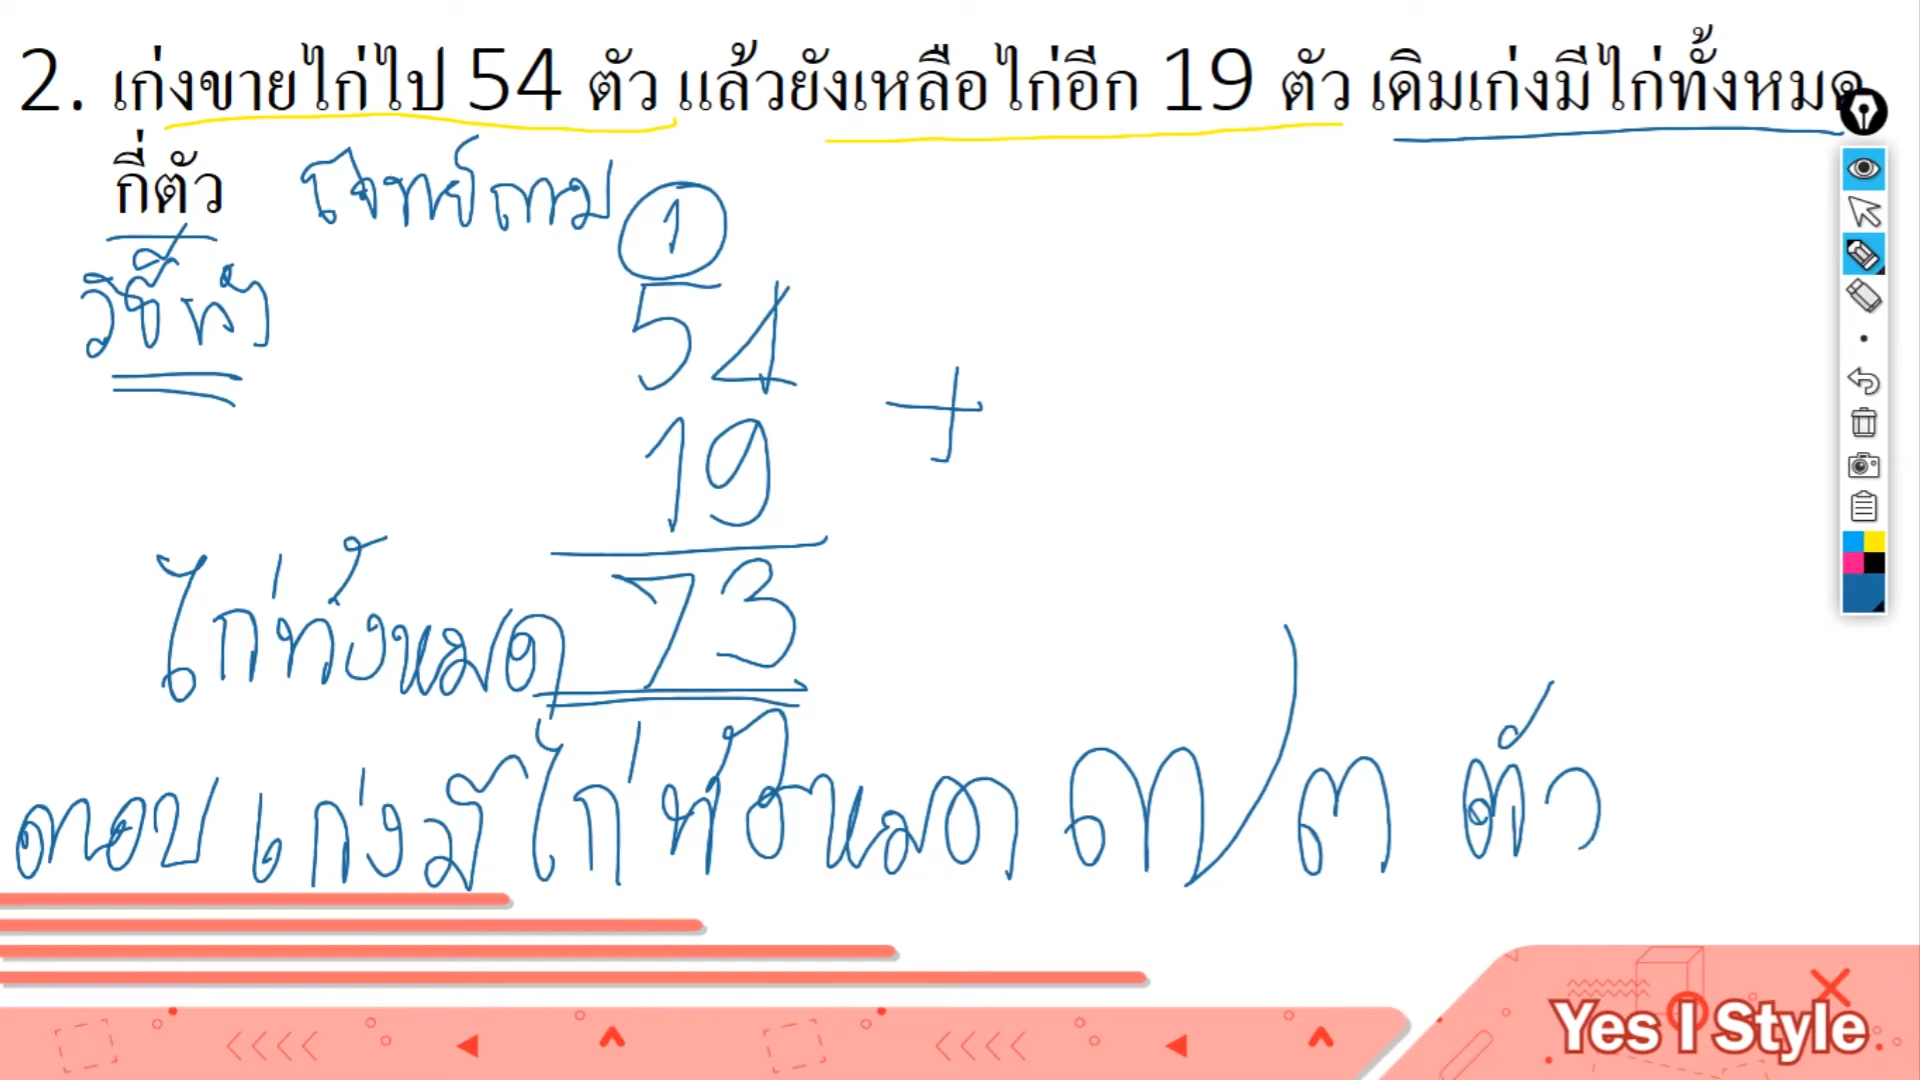 2. เก่งขายไก่ไป 54 ตัว แล้วยังเหลือไก่อีก 19 ตัว เดิมเก่งมีไก่ทั้งหมด
กี่ตัว โจทย์ถาม
วิธีทำ
1
54
+
19
ไก่ทั้งหมด 73
ตอบ เก่งมีไก่ทั้งหมด ๗๓ ตัว
Yes I Style